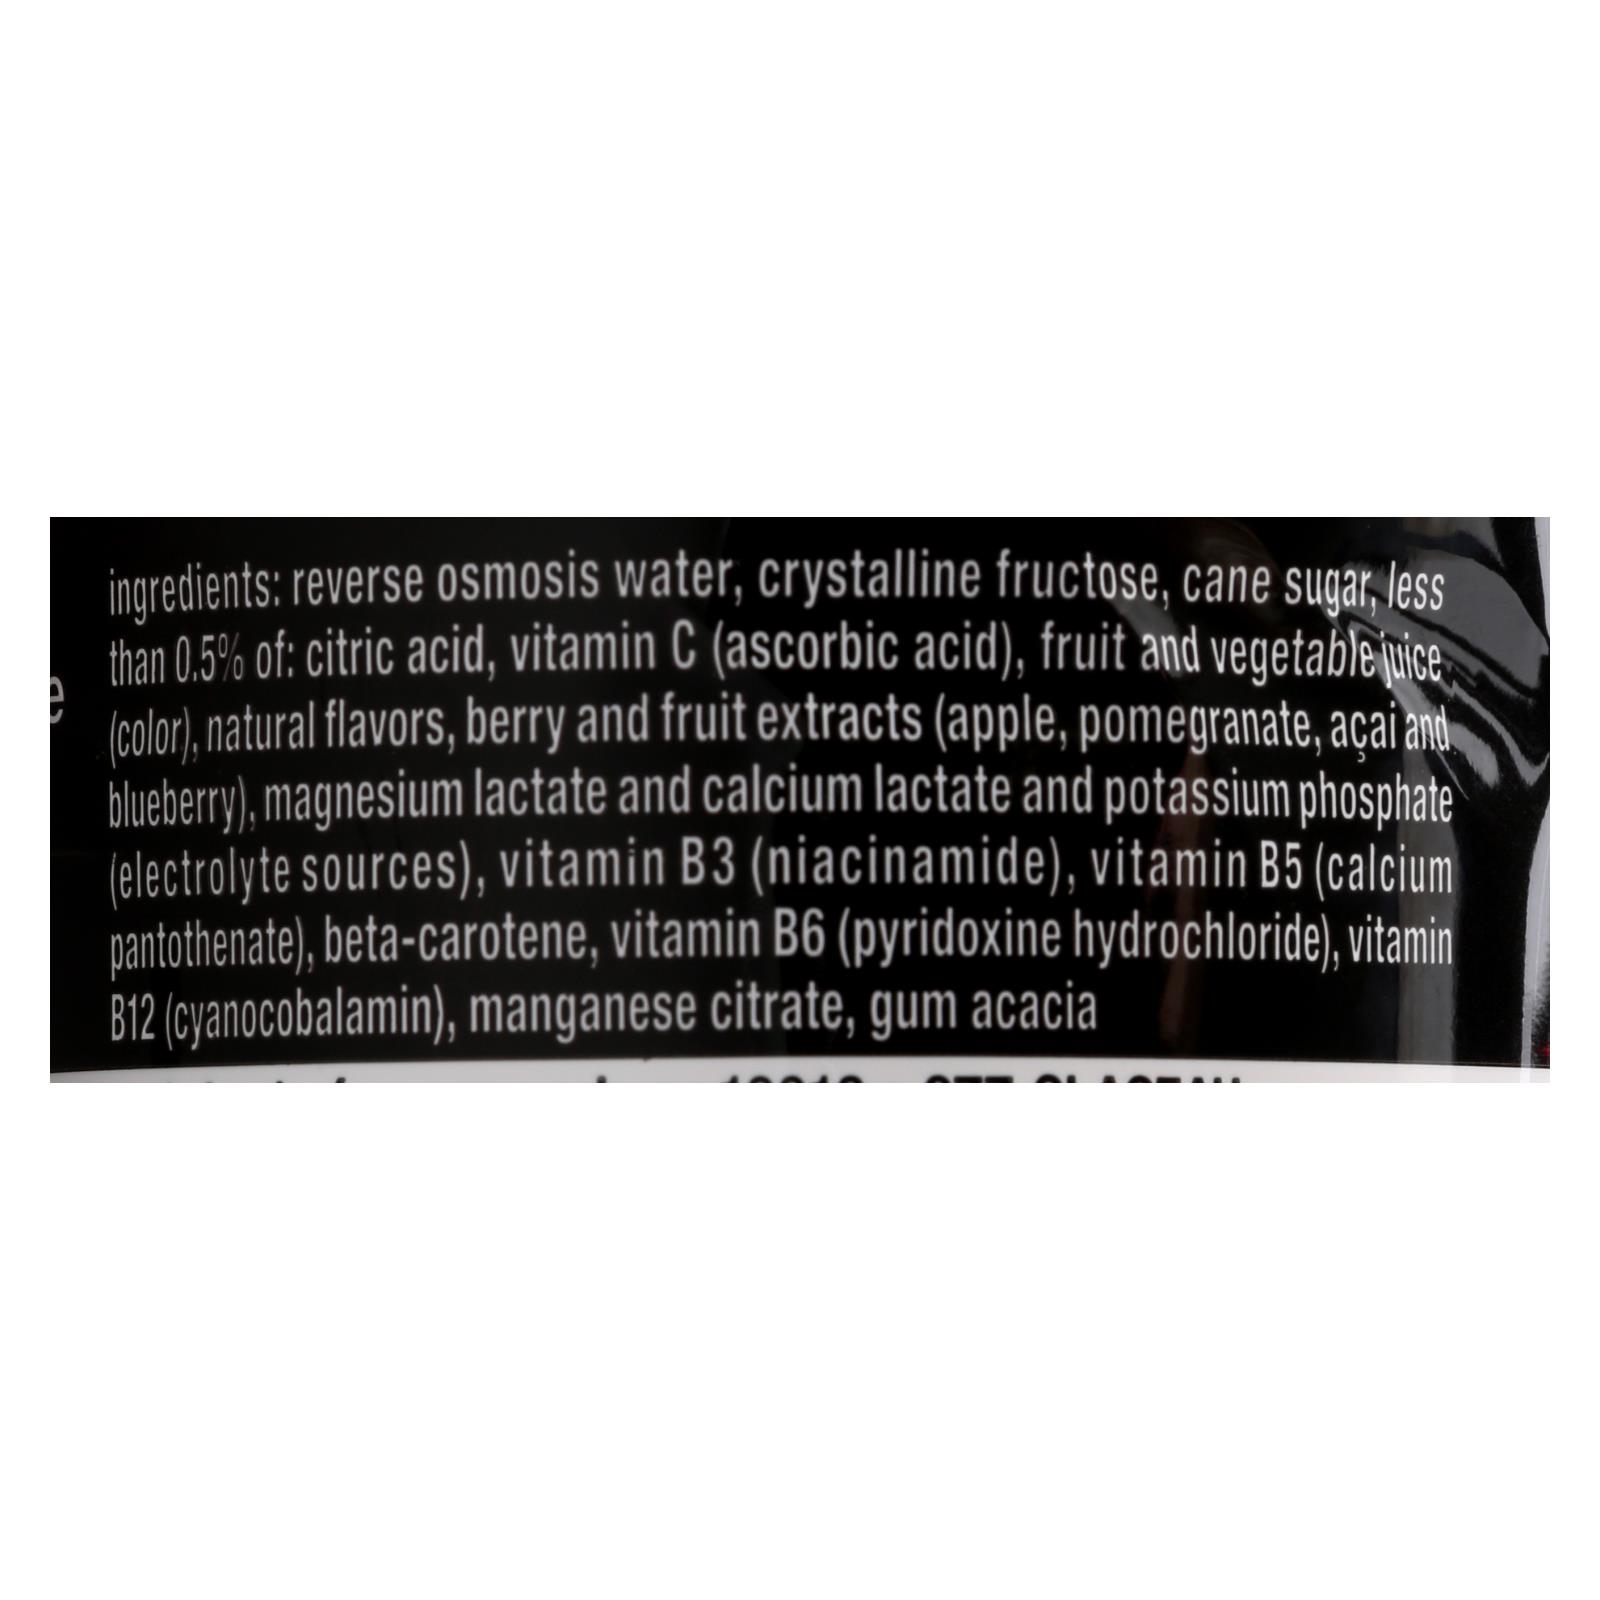 ingredients: reverse osmosis water, crystalline fructose, cane sugar, less
than 0.5% of: citric acid, vitamin C (ascorbic acid), fruit and vegetable juice
(color), natural flavors, berry and fruit extracts (apple, pomegranate, açai and
blueberry), magnesium lactate and calcium lactate and potassium phosphate
(electrolyte sources), vitamin B3 (niacinamide), vitamin B5 (calcium
pantothenate), beta-carotene, vitamin B6 (pyridoxine hydrochloride), vitamin
B12 (cyanocobalamin), manganese citrate, gum acacia